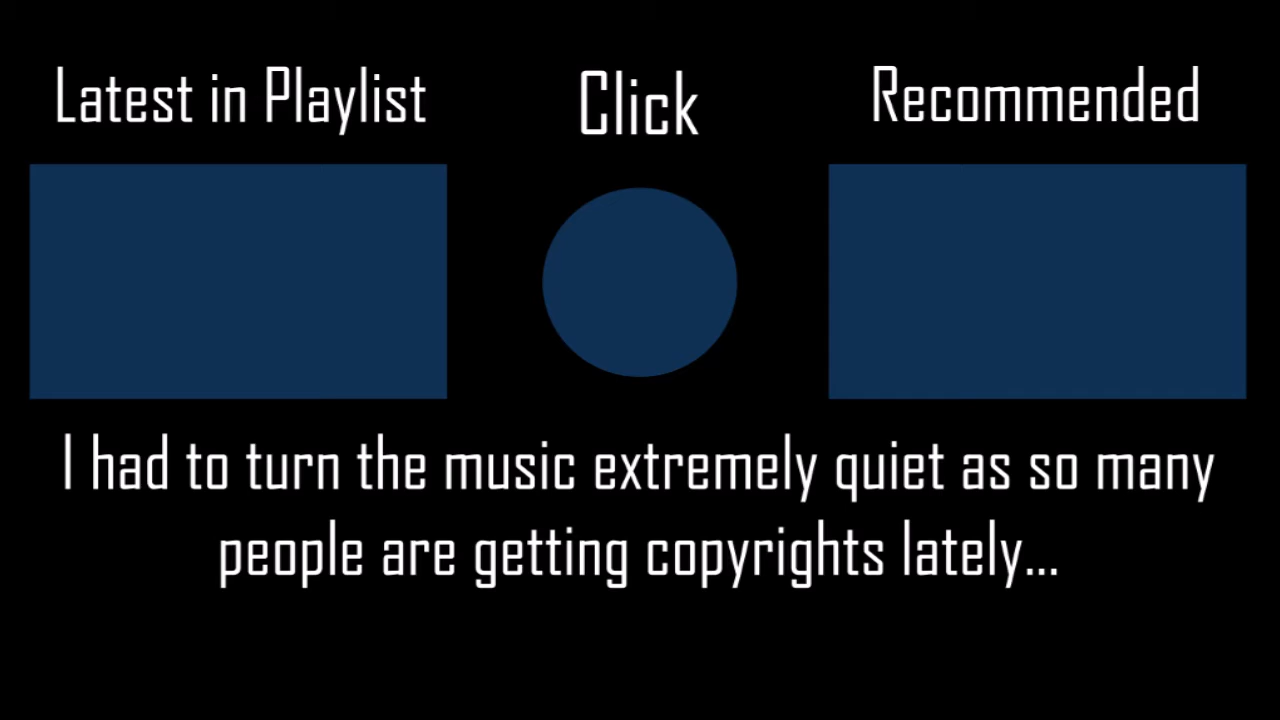 Latest in Playlist
Click
Recommended
I had to turn the music extremely quiet as so many
people are getting copyrights lately...